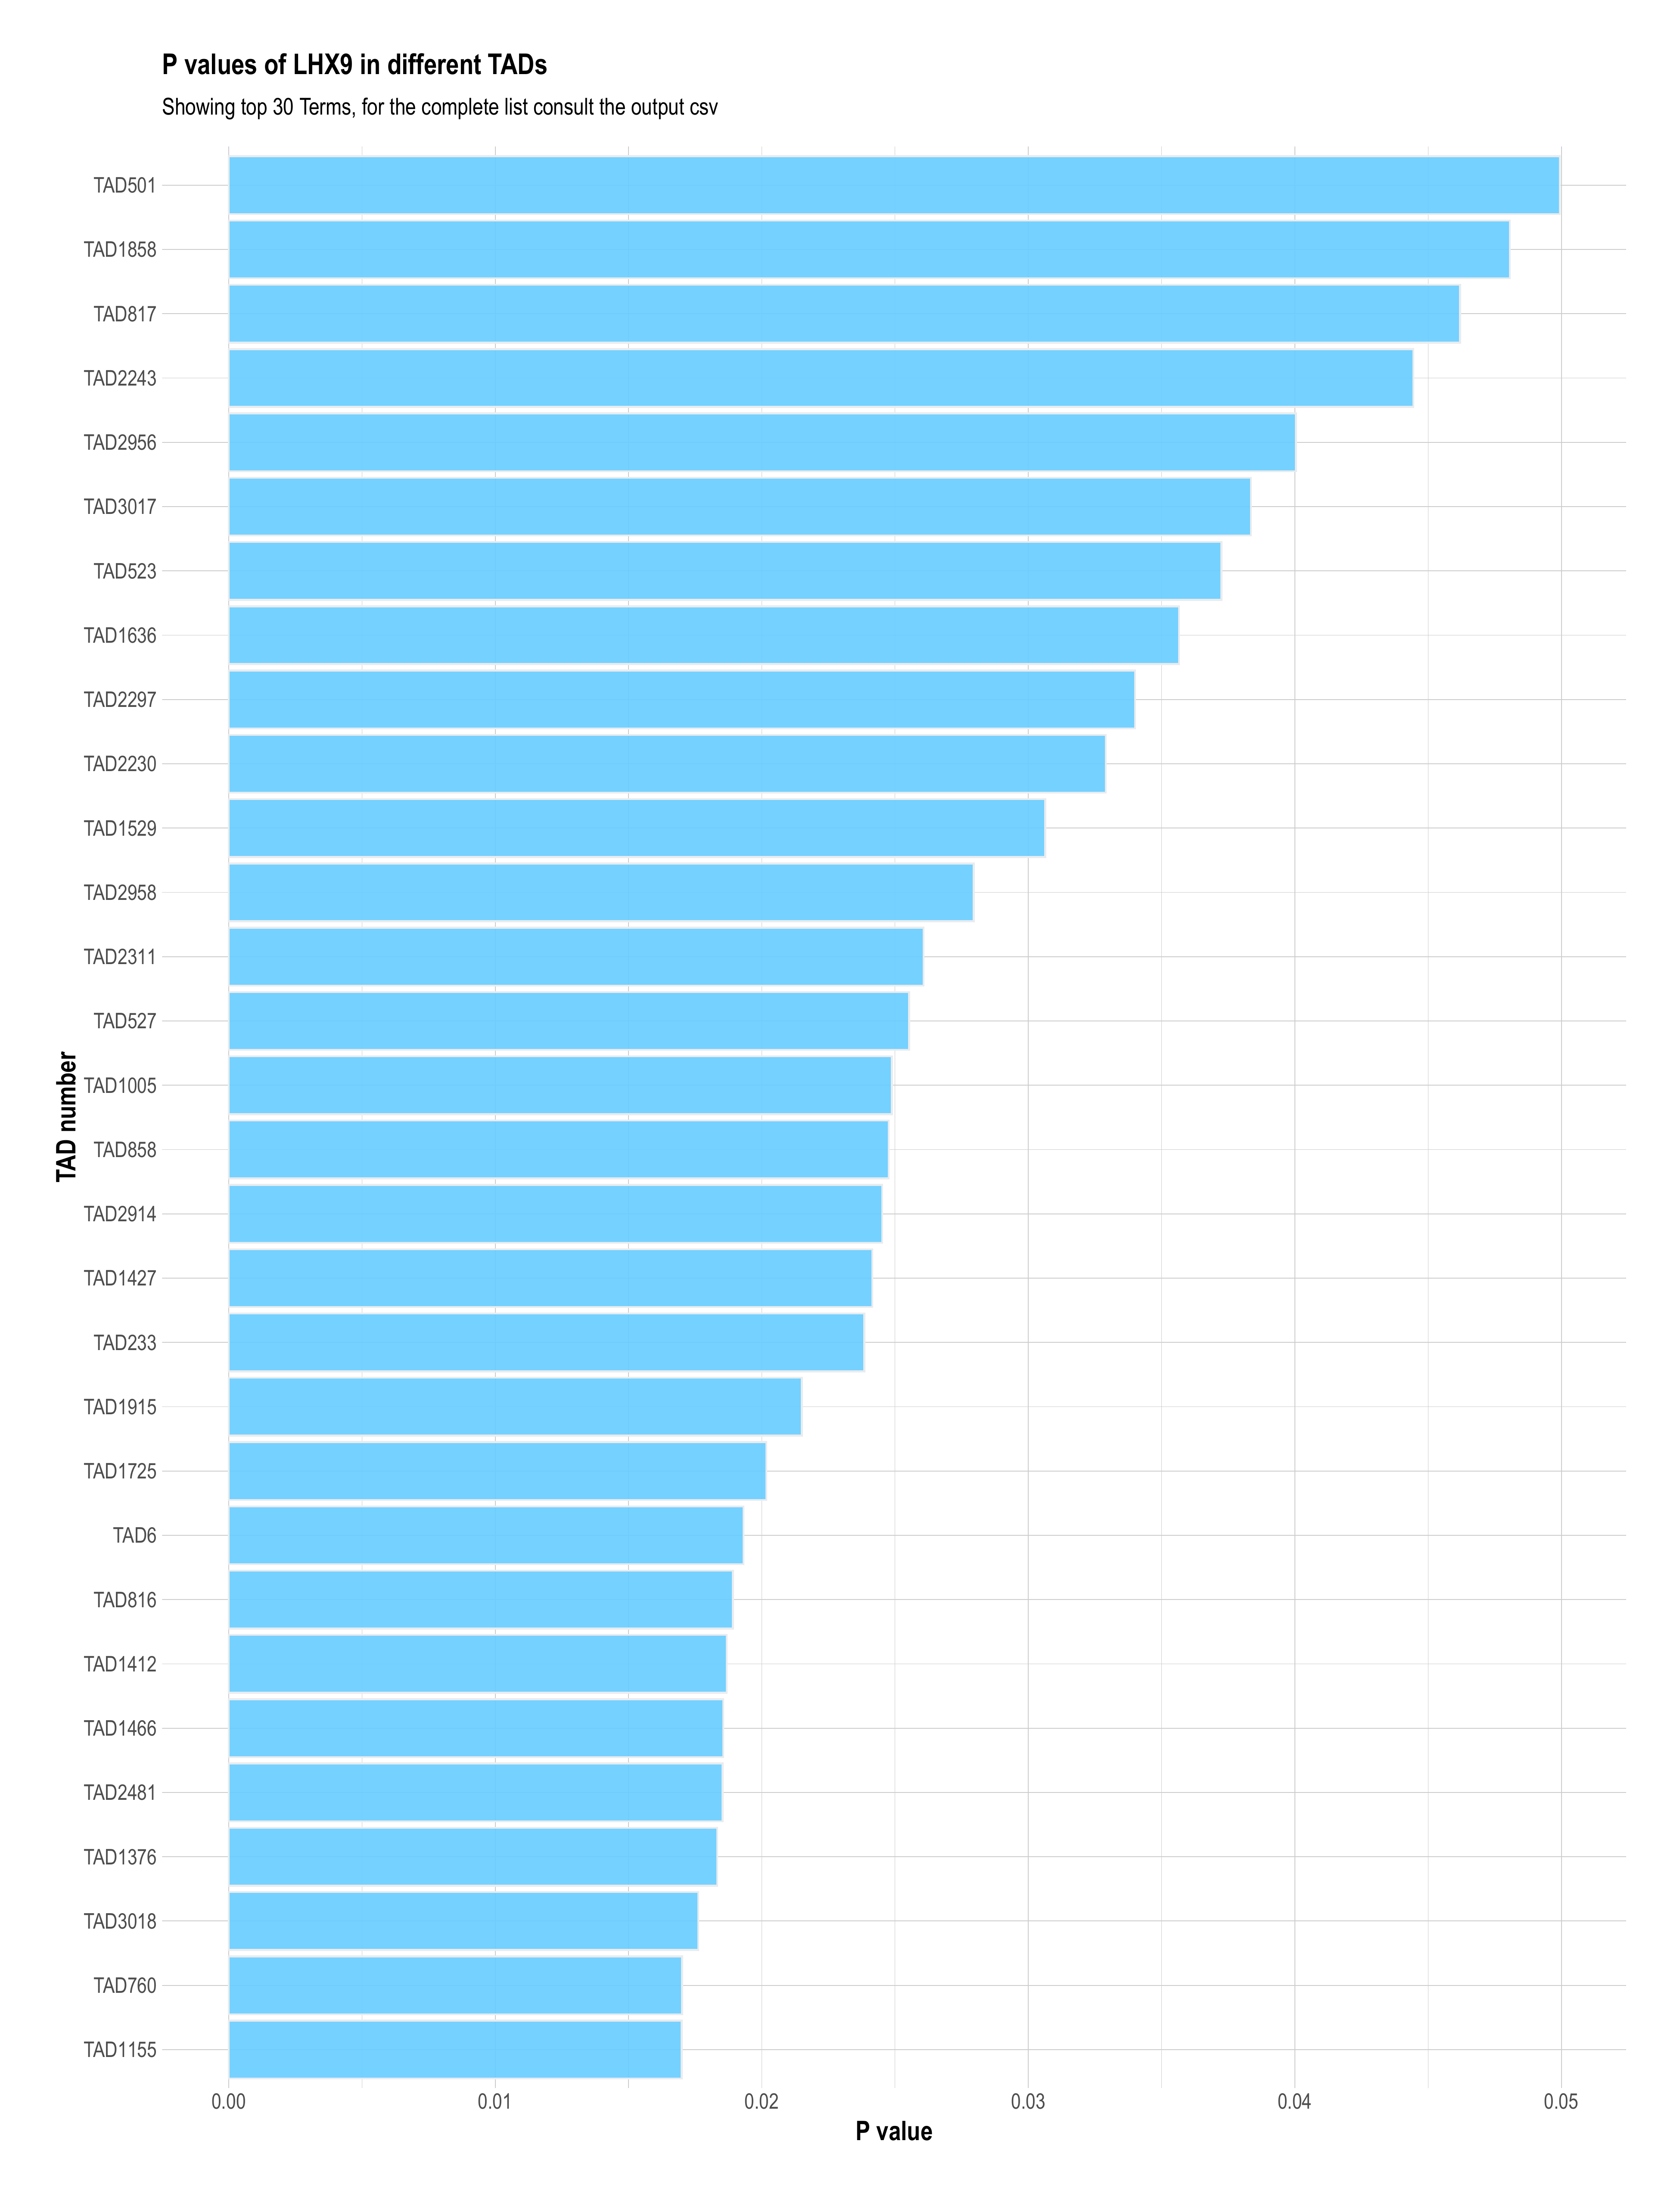 P values of LHX9 in different TADs
Showing top 30 Terms, for the complete list consult the output csv
TAD number
TAD501
TAD1858
TAD817
TAD2243
TAD2956
TAD3017
TAD523
TAD1636
TAD2297
TAD2230
TAD1529
TAD2958
TAD2311
TAD527
TAD1005
TAD858
TAD2914
TAD1427
TAD233
TAD1915
TAD1725
TAD6
TAD816
TAD1412
TAD1466
TAD2481
TAD1376
TAD3018
TAD760
TAD1155
0.00 0.01 0.02 0.03 0.04 0.05
P value